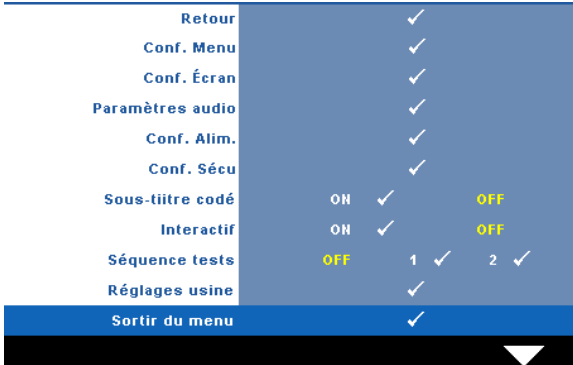 Retour ✓
Conf. Menu ✓
Conf. Écran ✓
Paramètres audio ✓
Conf. Alim. ✓
Conf. Sécu ✓
Sous-tiitre codé ON ✓ OFF
Interactif ON ✓ OFF
Séquence tests OFF 1 ✓ 2 ✓
Réglages usine ✓
Sortir du menu ✓